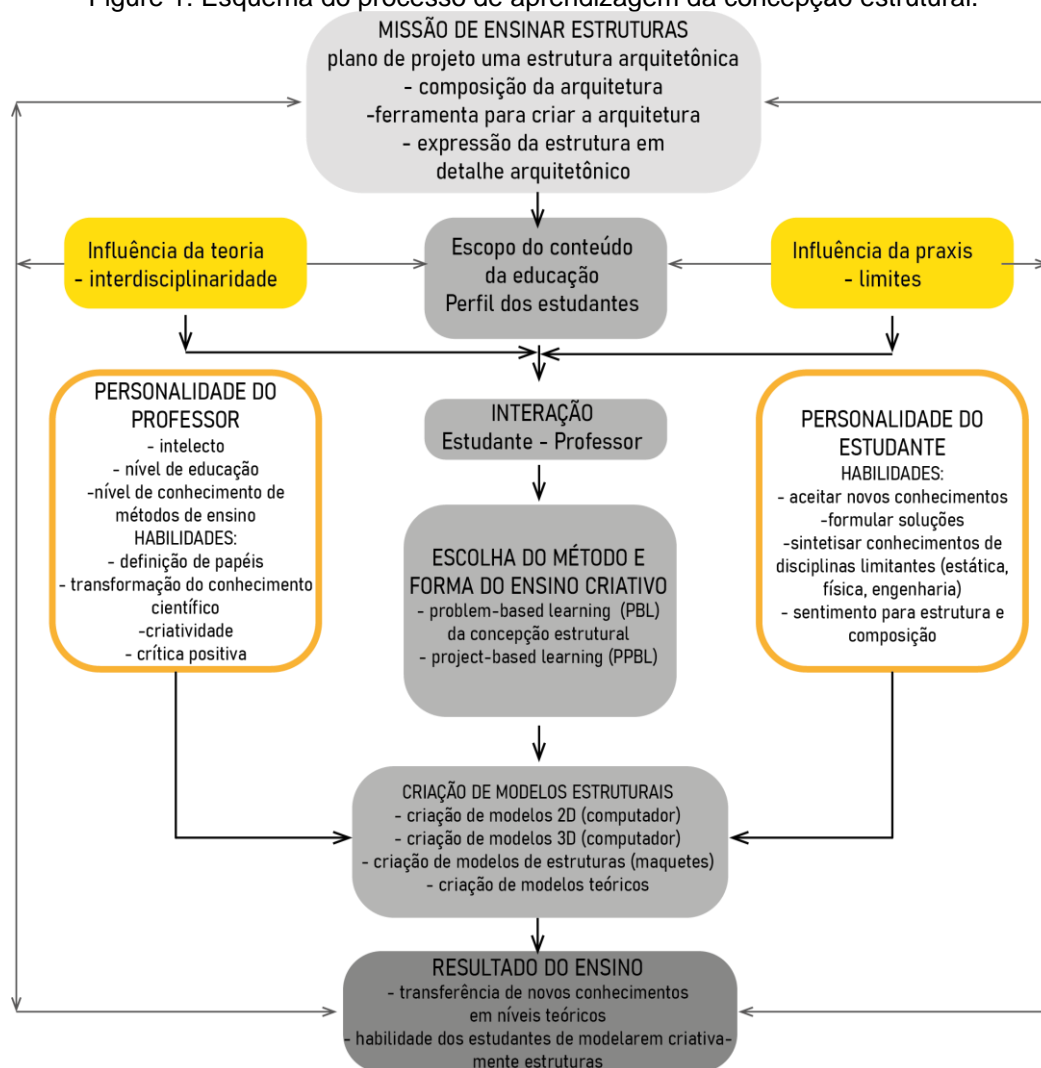 Figure 1: Esquema do processo de aprendizagem da concepção estrutural.
MISSÃO DE ENSINAR ESTRUTURAS
plano de projeto uma estrutura arquitetônica
- composição da arquitetura
-ferramenta para criar a arquitetura
- expressão da estrutura em
detalhe arquitetônico
Influência da teoria
- interdisciplinaridade
Escopo do conteúdo
da educação
Perfil dos estudantes
Influência da praxis
- limites
PERSONALIDADE DO
PROFESSOR
- intelecto
- nível de educação
-nível de conhecimento de
métodos de ensino
HABILIDADES:
- definição de papéis
- transformação do conhecimento
científico
-criatividade
- crítica positiva
INTERAÇÃO
Estudante - Professor
PERSONALIDADE DO
ESTUDANTE
HABILIDADES:
- aceitar novos conhecimentos
-formular soluções
-sintetisar conhecimentos de
disciplinas limitantes (estática,
física, engenharia)
- sentimento para estrutura e
composição
ESCOLHA DO MÉTODO E
FORMA DO ENSINO CRIATIVO
- problem-based learning (PBL)
da concepção estrutural
- project-based learning (PPBL)
CRIAÇÃO DE MODELOS ESTRUTURAIS
- criação de modelos 2D (computador)
- criação de modelos 3D (computador)
- criação de modelos de estruturas (maquetes)
- criação de modelos teóricos
RESULTADO DO ENSINO
- transferência de novos conhecimentos
em níveis teóricos
- habilidade dos estudantes de modelarem criativa-
mente estruturas